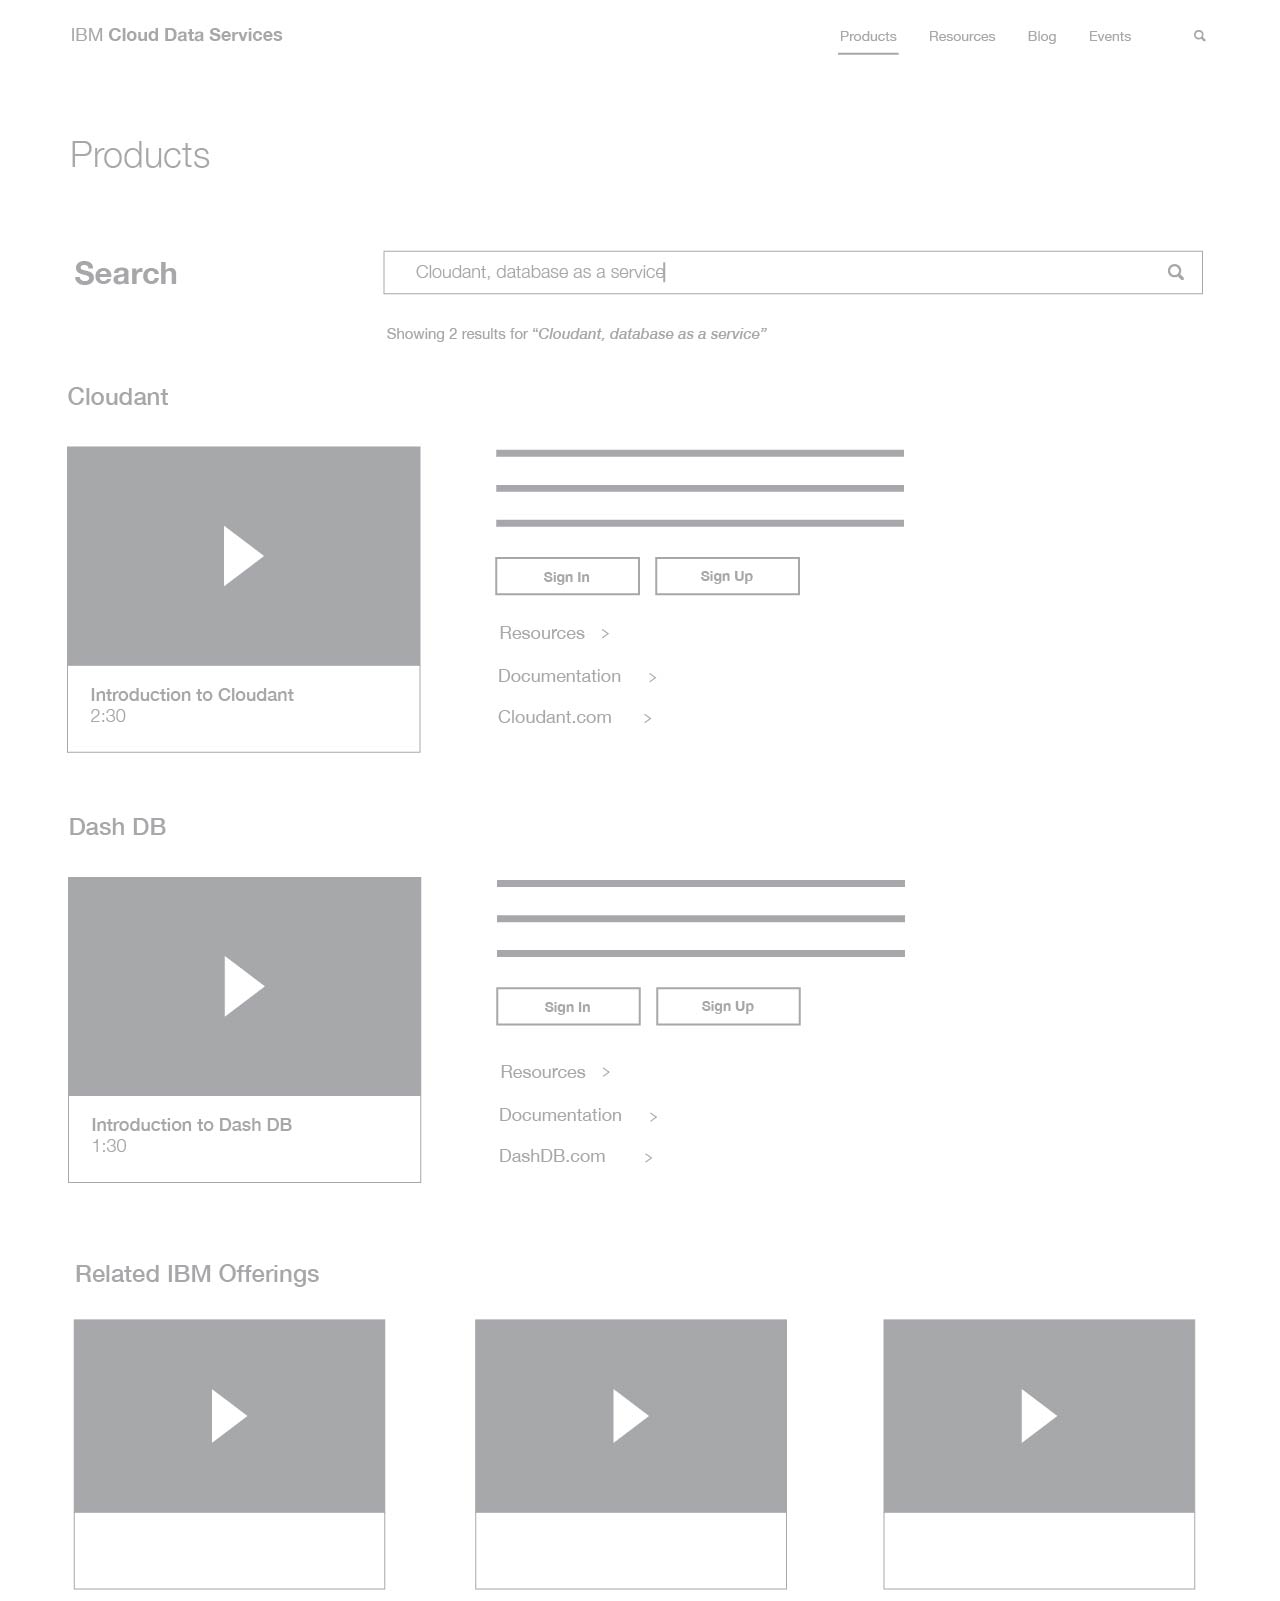 IBM Cloud Data Services
Products Resources Blog Events
Products
Search
Cloudant, database as a service
Showing 2 results for “Cloudant, database as a service”
Cloudant
Sign In Sign Up
Resources >
Documentation >
Cloudant.com >
Introduction to Cloudant
2:30
Dash DB
Sign In Sign Up
Resources >
Documentation >
DashDB.com >
Introduction to Dash DB
1:30
Related IBM Offerings